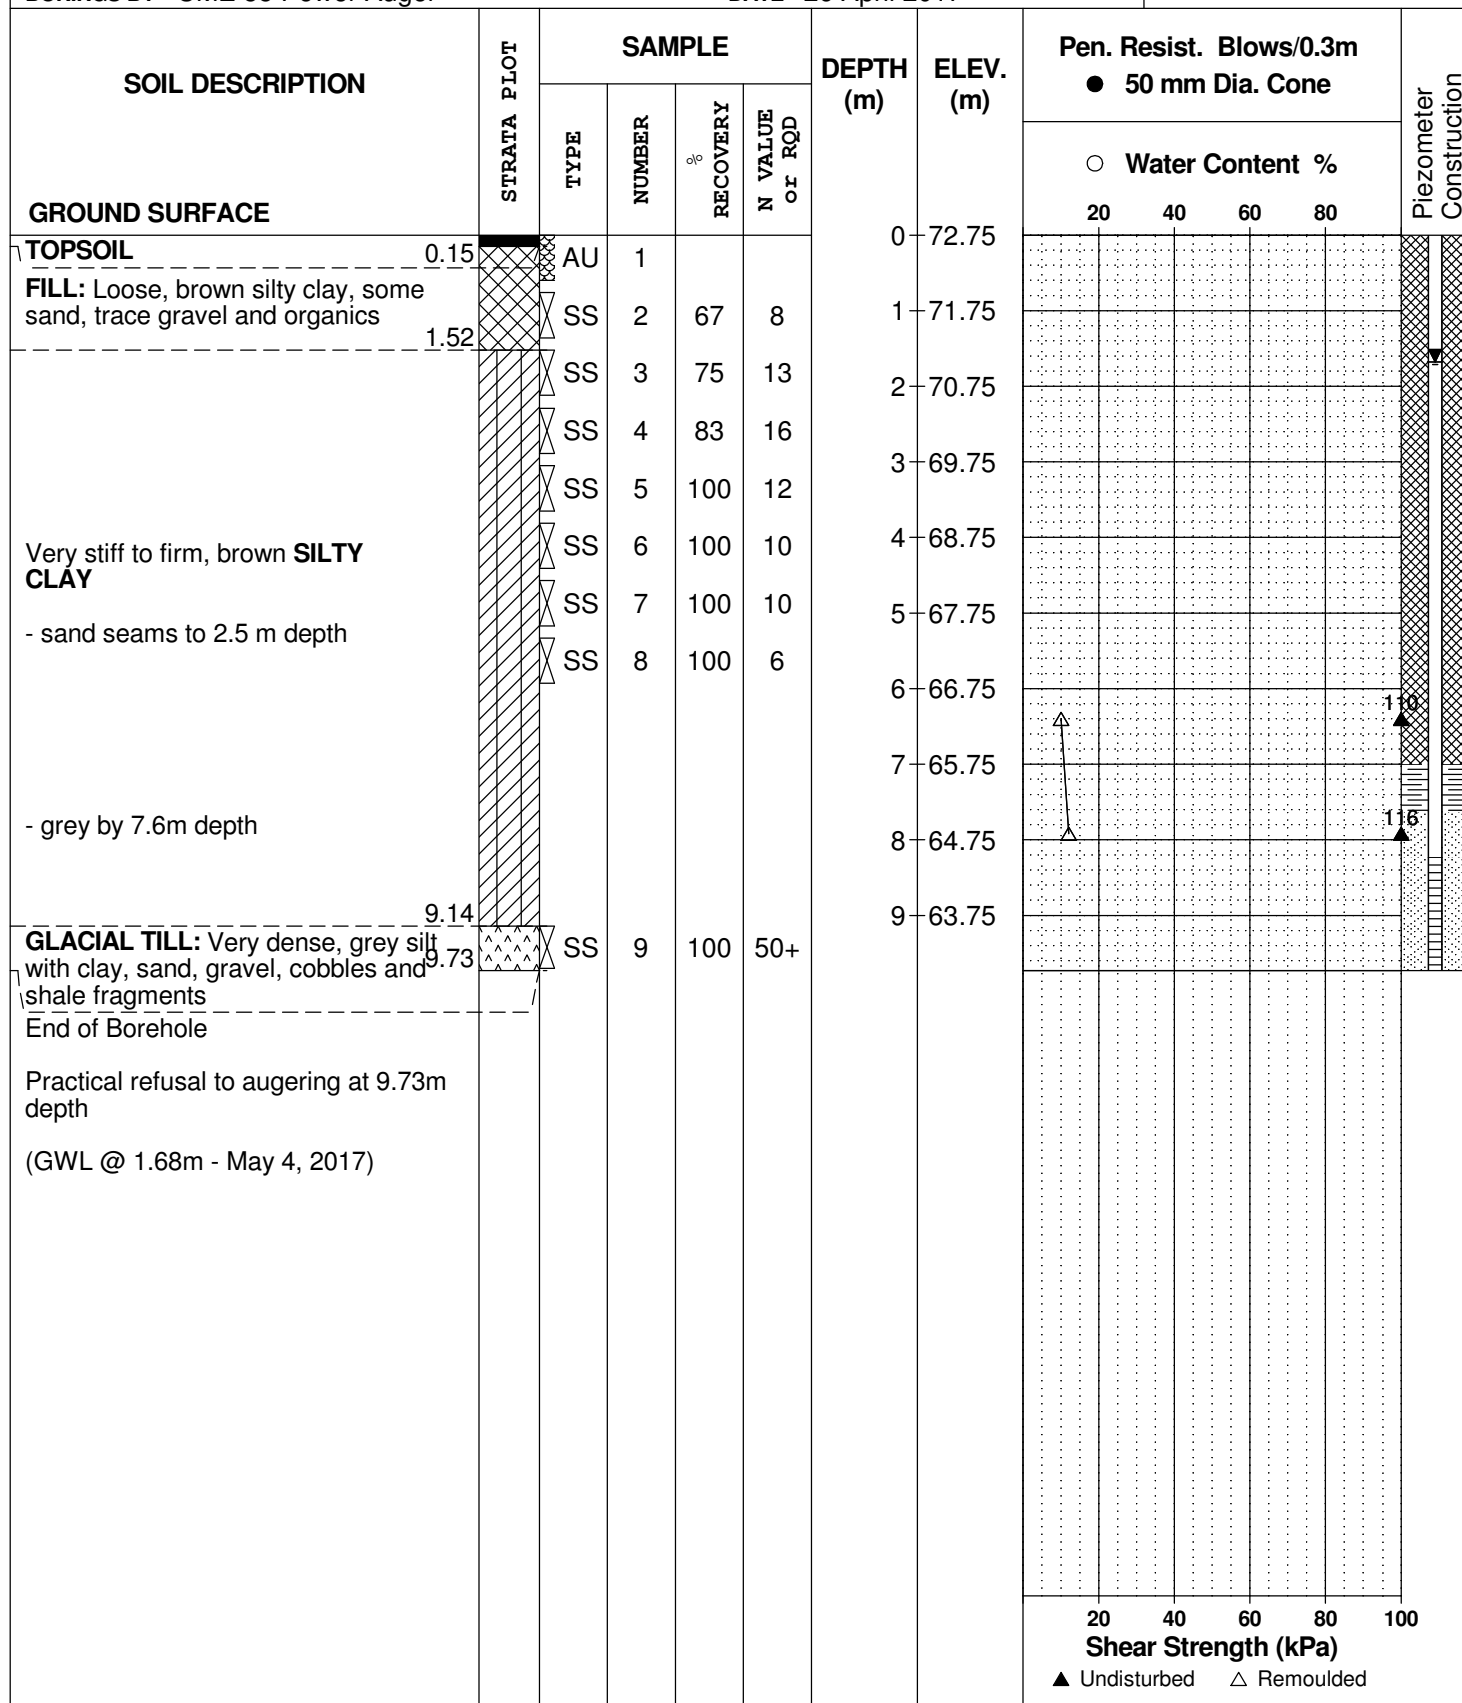 SOIL DESCRIPTION
GROUND SURFACE
STRATA PLOT
SAMPLE
TYPE
NUMBER
%
RECOVERY
N VALUE
or RQD
DEPTH
(m)
ELEV.
(m)
Pen. Resist. Blows/0.3m
● 50 mm Dia. Cone
○ Water Content %
20 40 60 80
Piezometer
Construction
TOPSOIL 0.15
FILL: Loose, brown silty clay, some
sand, trace gravel and organics
1.52
Very stiff to firm, brown SILTY
CLAY
- sand seams to 2.5 m depth
- grey by 7.6m depth
9.14
GLACIAL TILL: Very dense, grey silt
9.73
with clay, sand, gravel, cobbles and
shale fragments
End of Borehole
Practical refusal to augering at 9.73m
depth
(GWL @ 1.68m - May 4, 2017)
AU 1
SS 2 67 8
SS 3 75 13
SS 4 83 16
SS 5 100 12
SS 6 100 10
SS 7 100 10
SS 8 100 6
SS 9 100 50+
0 72.75
1 71.75
2 70.75
3 69.75
4 68.75
5 67.75
6 66.75
7 65.75
8 64.75
9 63.75
110
116
20 40 60 80 100
Shear Strength (kPa)
▲ Undisturbed △ Remoulded